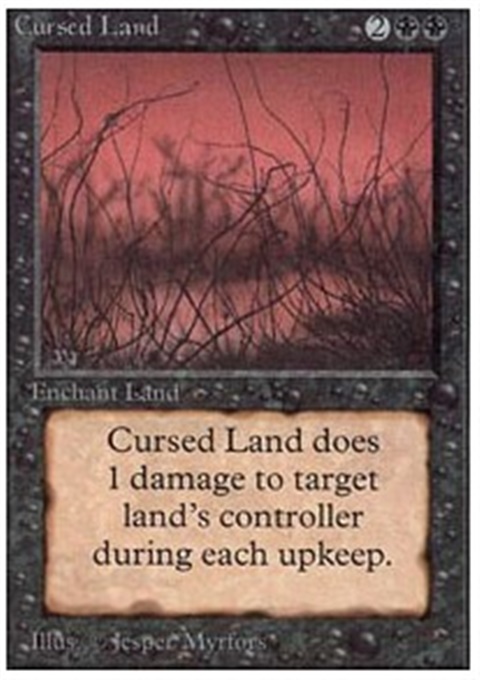 Cursed Land 2
Enchant Land
Cursed Land does
1 damage to target
land's controller
during each upkeep.
Illus. © Jesper Myrfors